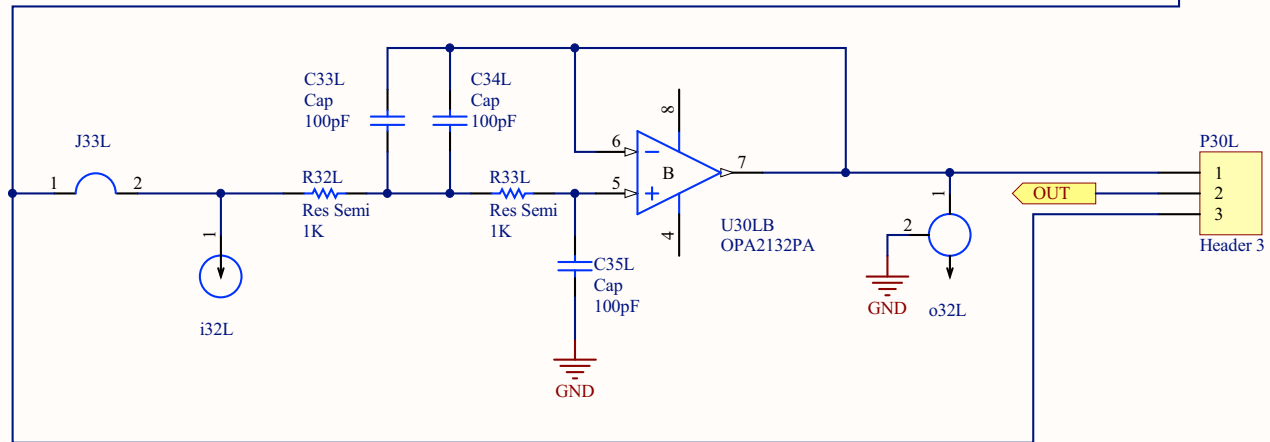 C33L
Cap
100pF
C34L
Cap
100pF
J33L
1
2
R32L
Res Semi
1K
R33L
Res Semi
1K
1
i32L
C35L
Cap
100pF
GND
6
5
B
8
4
7
U30LB
OPA2132PA
1
2
GND
o32L
OUT
P30L
1
2
3
Header 3